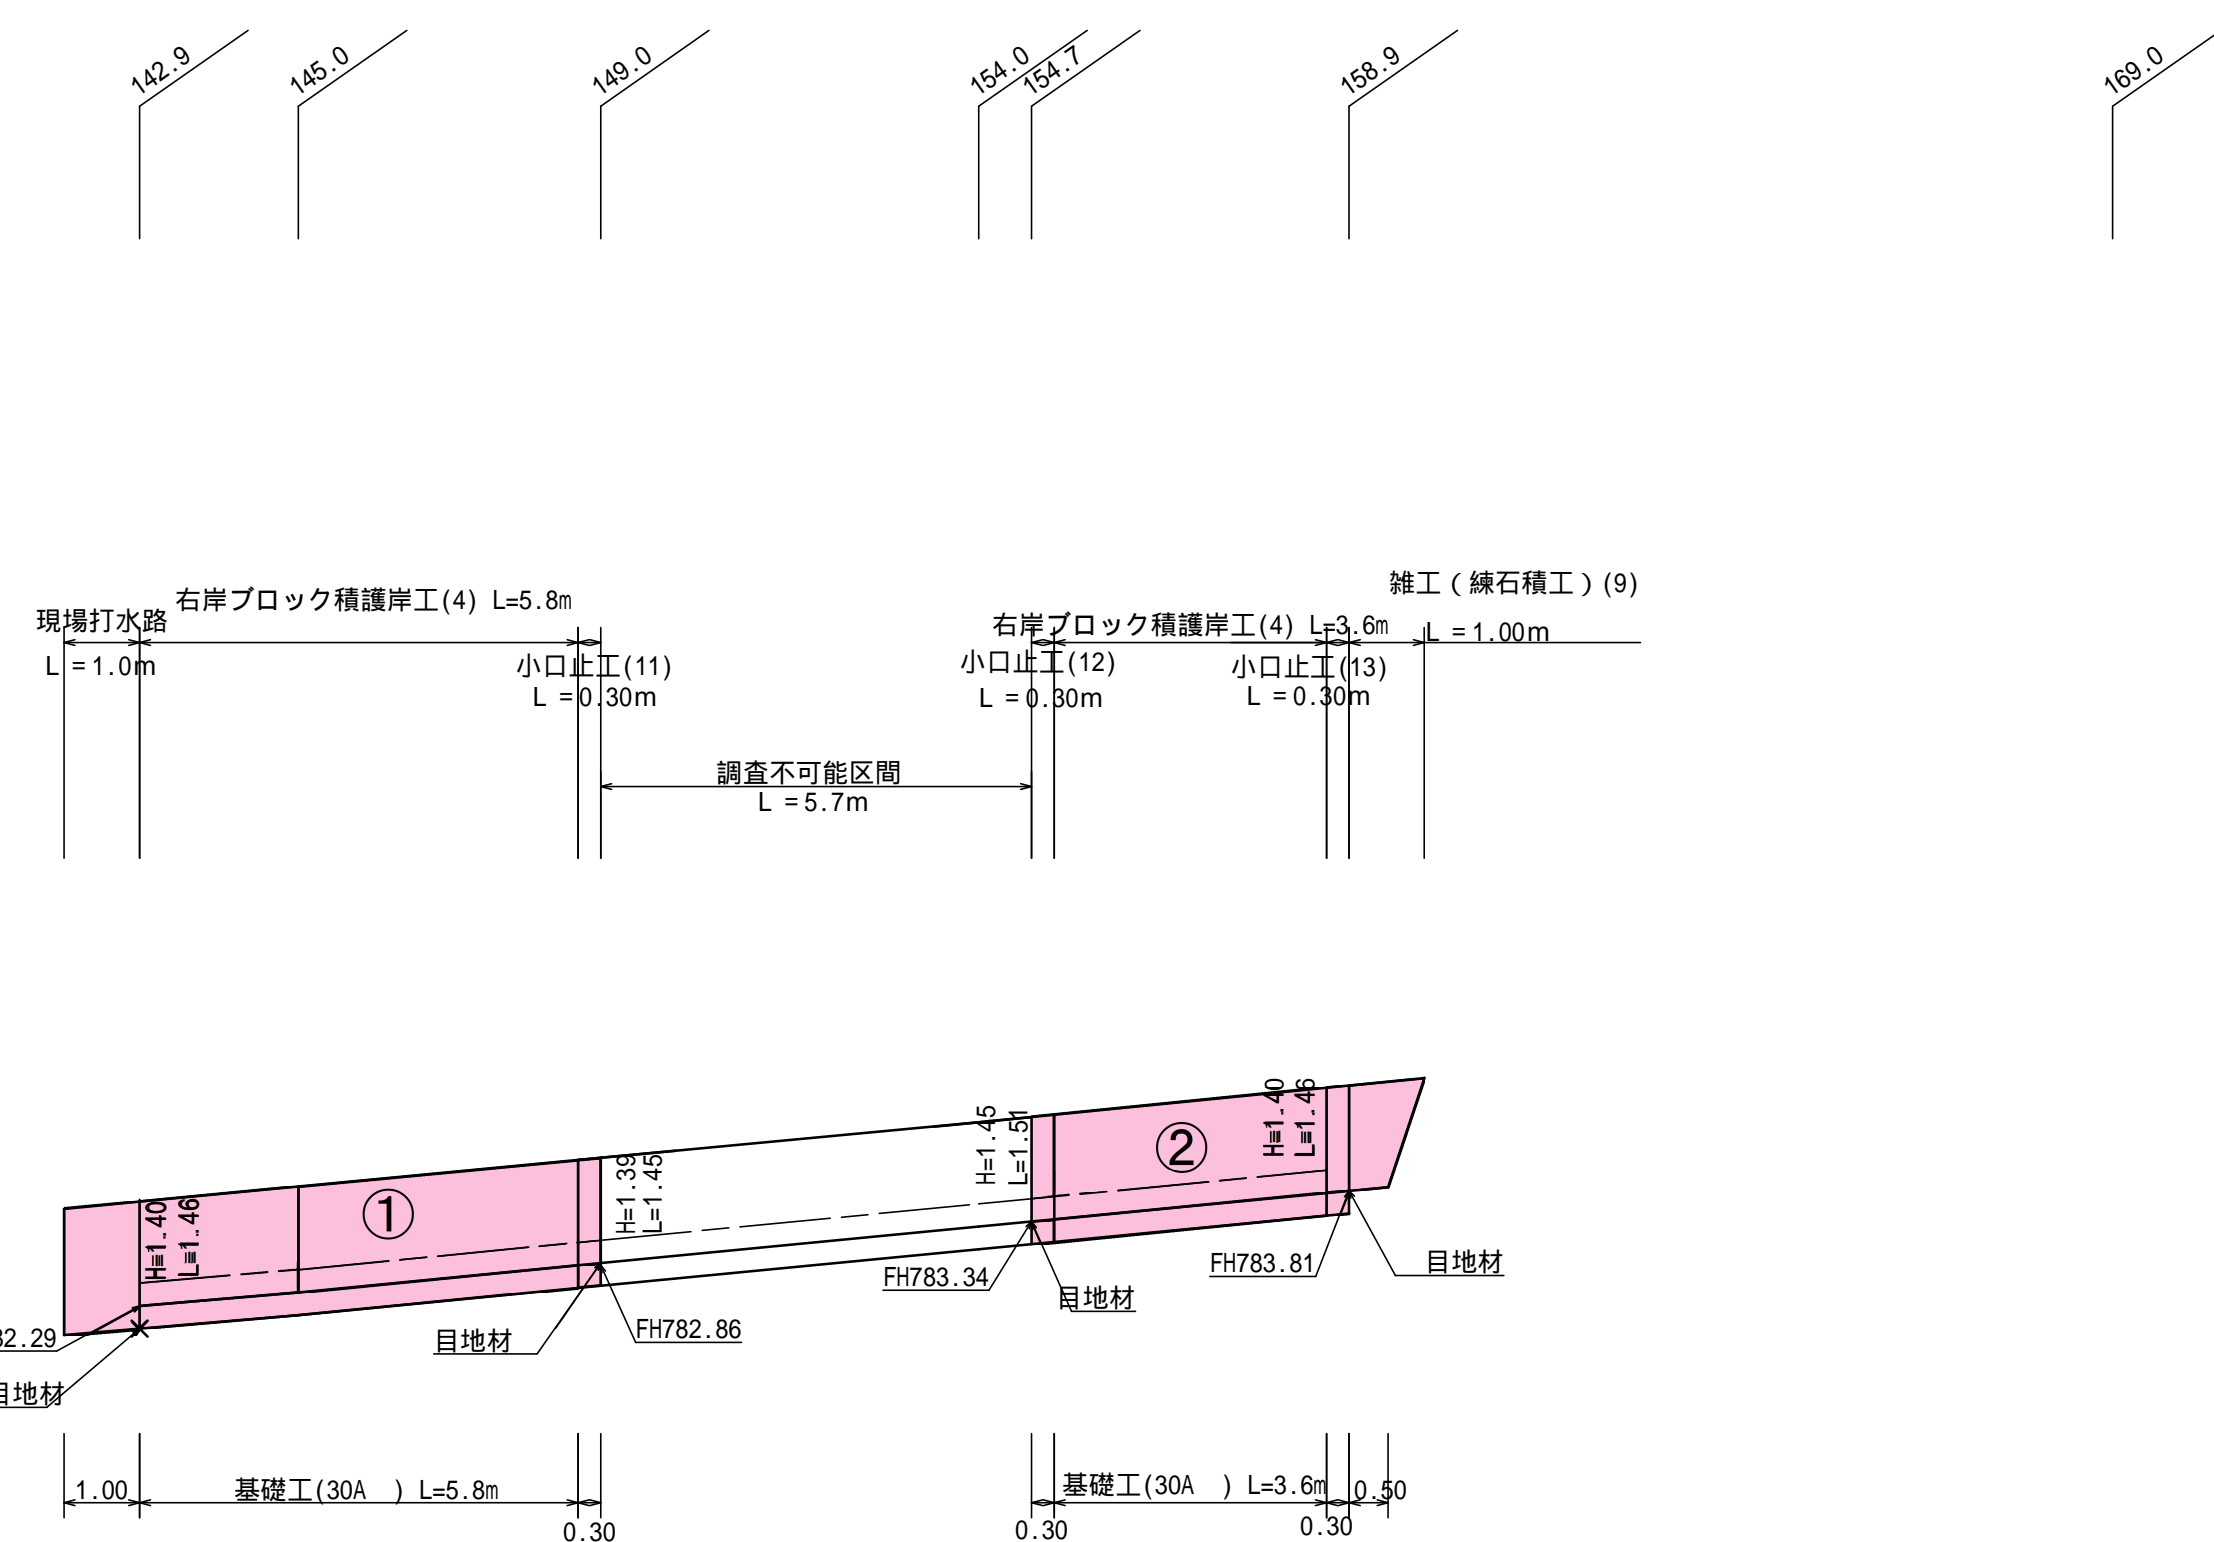 142.9
145.0
149.0
154.0
154.7
158.9
169.0
雑工(練石積工)(9)
L =1.00m
現場打水路
L =1.0m
右岸ブロック積護岸工(4) L=5.8m
小口止工(11)
L =0.30m
右岸ブロック積護岸工(4) L=3.6m
小口止工(12)
L =0.30m
小口止工(13)
L =0.30m
調査不可能区間
L =5.7m
H=1.40
L=1.46
①
H=1.39
L=1.45
H=1.45
L=1.51
②
H=1.40
L=1.46
32.29
目地材
目地材
FH782.86
FH783.34
目地材
FH783.81
目地材
1.00
基礎工(30A ) L=5.8m
0.30
0.30
基礎工(30A ) L=3.6m
0.30
0.50